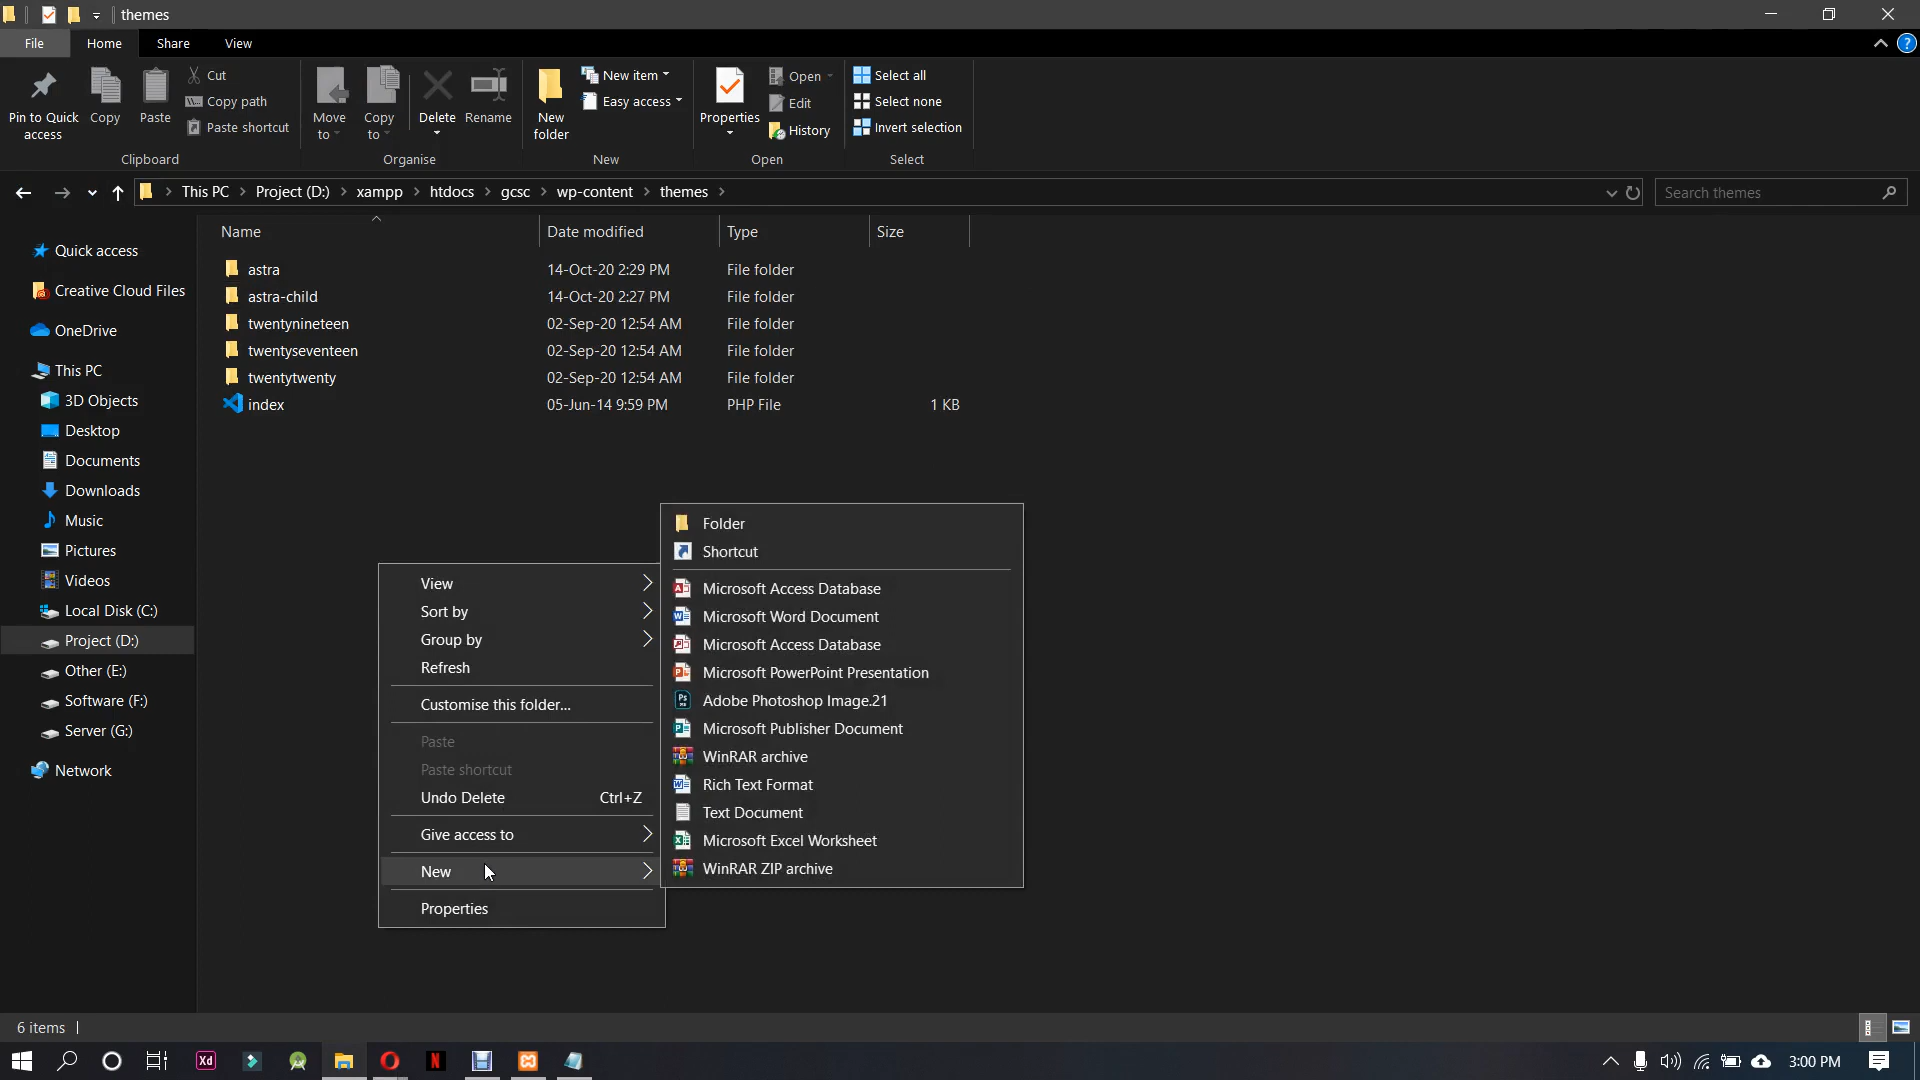 themes
File Home Share View
Pin to Quick access
Copy
Paste
Cut
Copy path
Paste shortcut
Clipboard
Move to
Copy to
Delete
Rename
Organise
New folder
New item
Easy access
New
Properties
Open
Edit
History
Open
Select all
Select none
Invert selection
Select
This PC > Project (D:) > xampp > htdocs > gcsc > wp-content > themes >
Search themes
Name Date modified Type Size
astra 14-Oct-20 2:29 PM File folder
astra-child 14-Oct-20 2:27 PM File folder
twentynineteen 02-Sep-20 12:54 AM File folder
twentyseventeen 02-Sep-20 12:54 AM File folder
twentytwenty 02-Sep-20 12:54 AM File folder
index 05-Jun-14 9:59 PM PHP File 1 KB
Quick access
Creative Cloud Files
OneDrive
This PC
3D Objects
Desktop
Documents
Downloads
Music
Pictures
Videos
Local Disk (C:)
Project (D:)
Other (E:)
Software (F:)
Server (G:)
Network
View
Sort by
Group by
Refresh
Customise this folder...
Paste
Paste shortcut
Undo Delete Ctrl+Z
Give access to
New
Properties
Folder
Shortcut
Microsoft Access Database
Microsoft Word Document
Microsoft Access Database
Microsoft PowerPoint Presentation
Adobe Photoshop Image.21
Microsoft Publisher Document
WinRAR archive
Rich Text Format
Text Document
Microsoft Excel Worksheet
WinRAR ZIP archive
6 items
Xd
N
3:00 PM